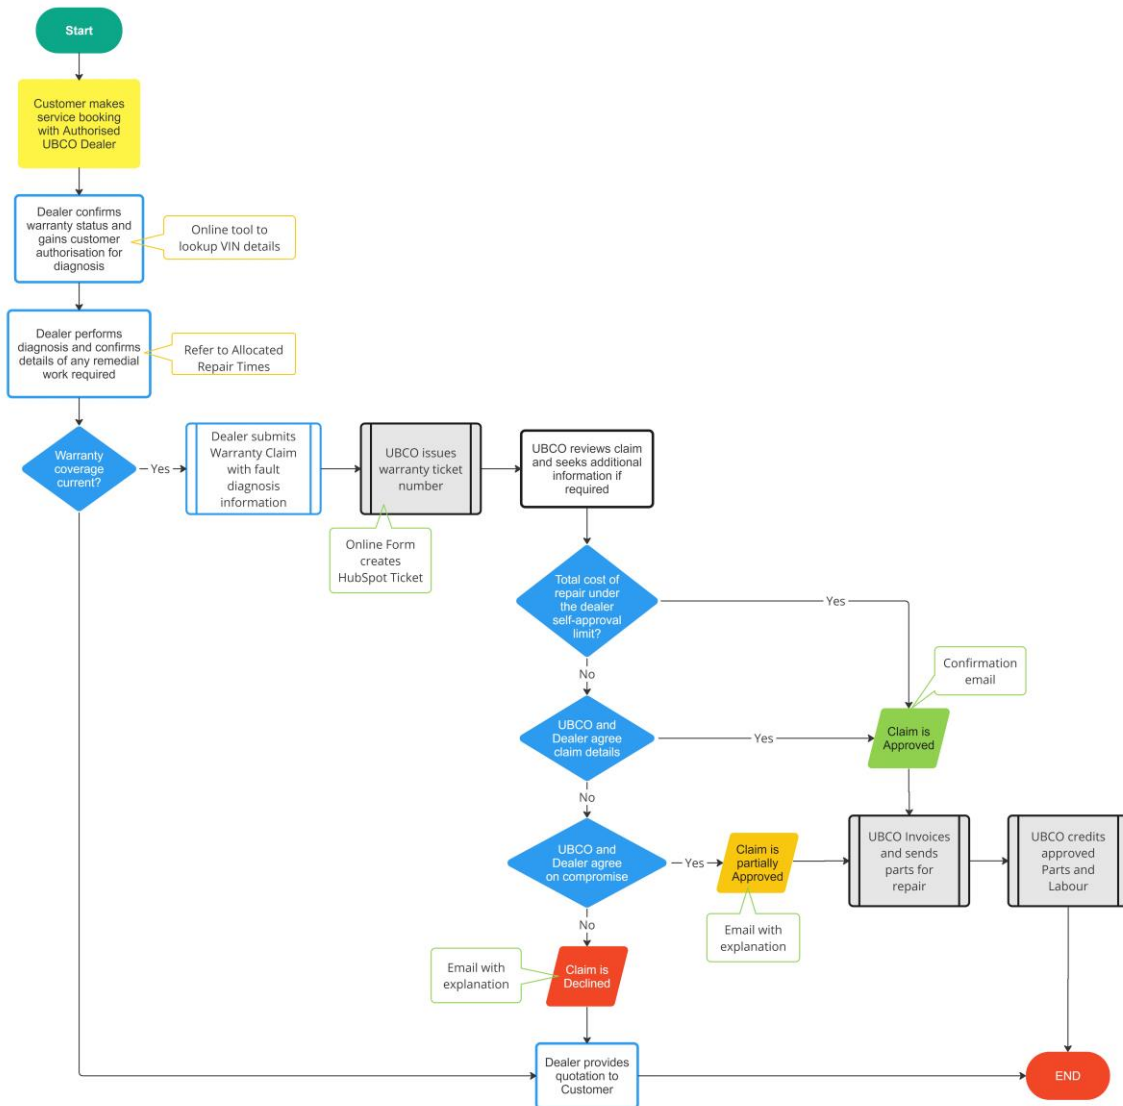 Start
Customer makes
service booking
with Authorised
UBCO Dealer
Dealer confirms
warranty status and
gains customer
authorisation for
diagnosis
Online tool to
lookup VIN details
Dealer performs
diagnosis and confirms
details of any remedial
work required
Refer to Allocated
Repair Times
Warranty
coverage
current?
Yes
Dealer submits
Warranty Claim
with fault
diagnosis
information
UBCO issues
warranty ticket
number
UBCO reviews claim
and seeks additional
information if
required
Online Form
creates
HubSpot Ticket
Total cost of
repair under
the dealer
self-approval
limit?
Yes
No
Confirmation
email
UBCO and
Dealer agree
claim details
Yes
Claim is
Approved
No
UBCO and
Dealer agree
on compromise
Yes
Claim is
partially
Approved
UBCO Invoices
and sends
parts for
repair
UBCO credits
approved
Parts and
Labour
No
Email with
explanation
Email with
explanation
Claim is
Declined
Dealer provides
quotation to
Customer
END